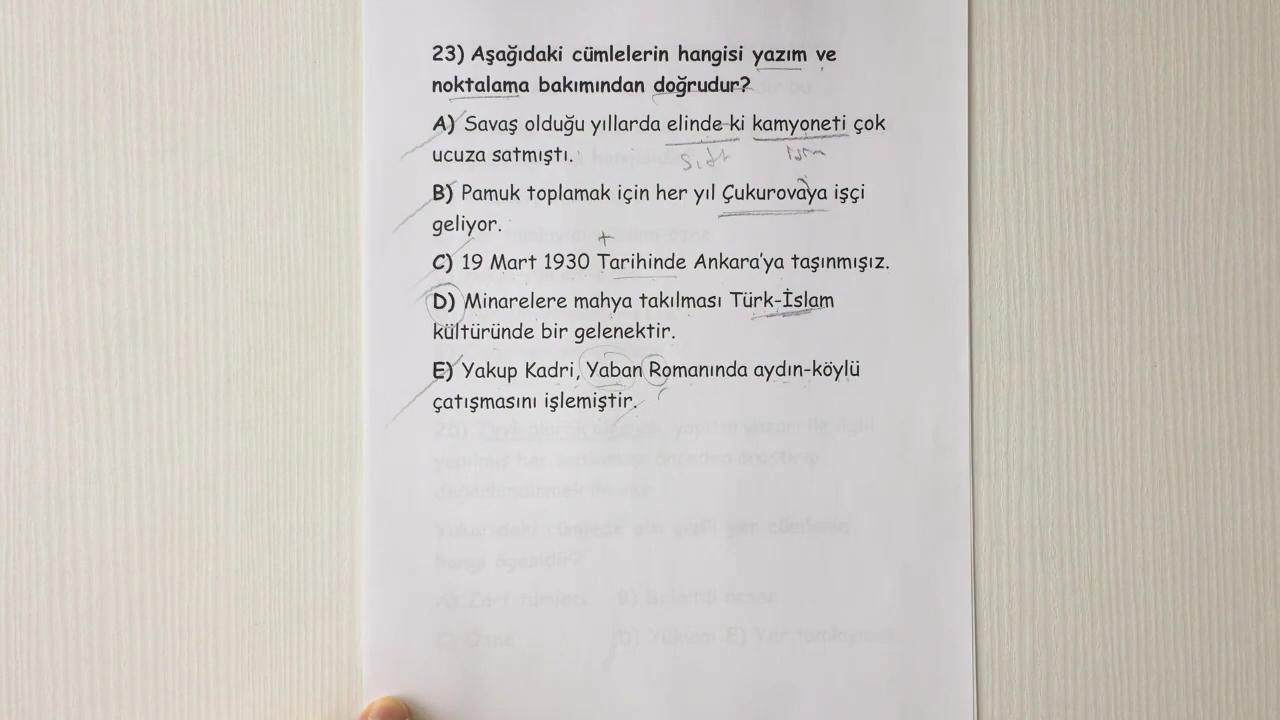 23) Aşağıdaki cümlelerin hangisi yazım ve
noktalama bakımından doğrudur?
A) Savaş olduğu yıllarda elinde ki kamyoneti çok
ucuza satmıştı.
B) Pamuk toplamak için her yıl Çukurovaya işçi
geliyor.
C) 19 Mart 1930 Tarihinde Ankara'ya taşınmışız.
D) Minarelere mahya takılması Türk-İslam
kültüründe bir gelenektir.
E) Yakup Kadri, Yaban Romanında aydın-köylü
çatışmasını işlemiştir.